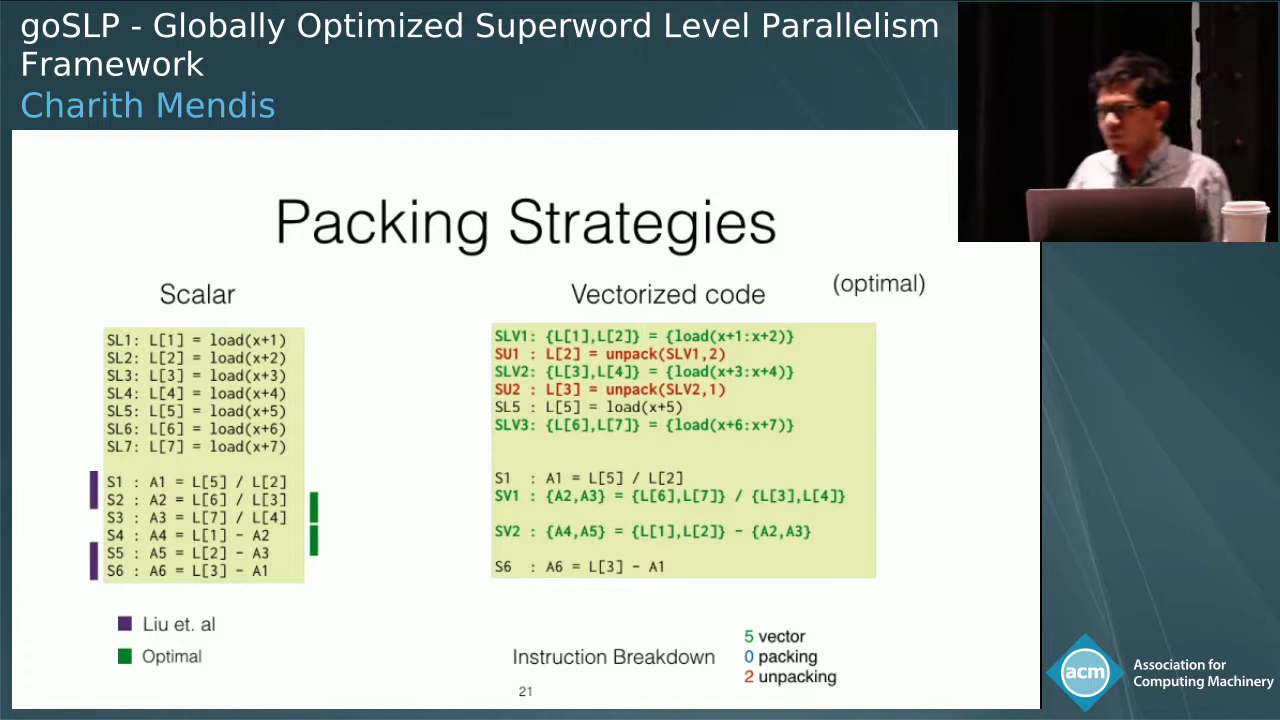 goSLP - Globally Optimized Superword Level Parallelism
Framework
Charith Mendis
Packing Strategies
Scalar
SL1: L[1] = load(x+1)
SL2: L[2] = load(x+2)
SL3: L[3] = load(x+3)
SL4: L[4] = load(x+4)
SL5: L[5] = load(x+5)
SL6: L[6] = load(x+6)
SL7: L[7] = load(x+7)
S1 : A1 = L[5] / L[2]
S2 : A2 = L[6] / L[3]
S3 : A3 = L[7] / L[4]
S4 : A4 = L[1] - A2
S5 : A5 = L[2] - A3
S6 : A6 = L[3] - A1
Liu et. al
Optimal
Vectorized code
(optimal)
SLV1: {L[1],L[2]} = {load(x+1:x+2)}
SU1 : L[2] = unpack(SLV1,2)
SLV2: {L[3],L[4]} = {load(x+3:x+4)}
SU2 : L[3] = unpack(SLV2,1)
SL5 : L[5] = load(x+5)
SLV3: {L[6],L[7]} = {load(x+6:x+7)}
S1 : A1 = L[5] / L[2]
SV1 : {A2,A3} = {L[6],L[7]} / {L[3],L[4]}
SV2 : {A4,A5} = {L[1],L[2]} - {A2,A3}
S6 : A6 = L[3] - A1
Instruction Breakdown
5 vector
0 packing
2 unpacking
21
acm
Association for
Computing Machinery